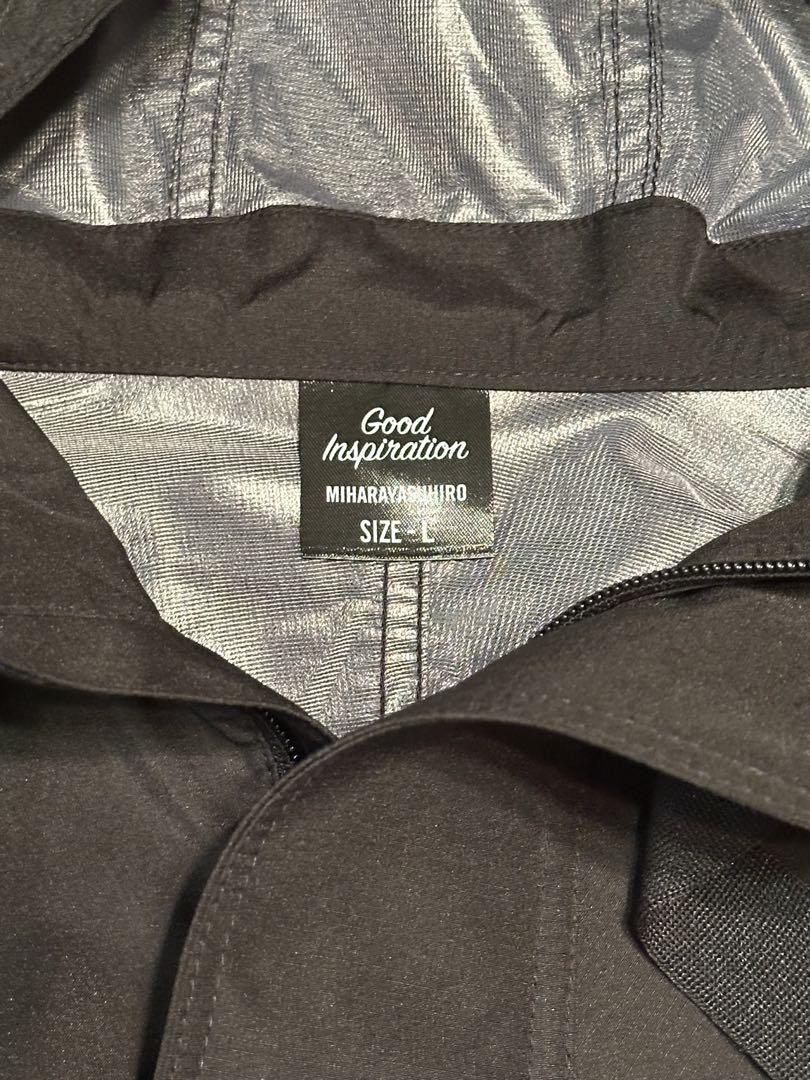 Good
Inspiration
MIHARAYASUHIRO
SIZE - L